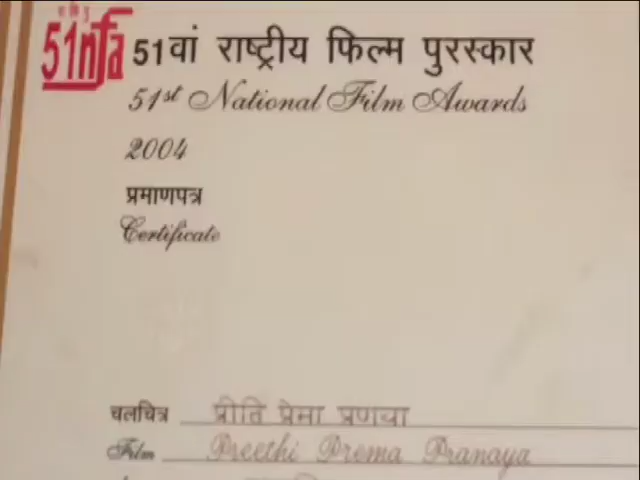 रा फि पु
51nfa
51वां राष्ट्रीय फिल्म पुरस्कार
51st National Film Awards
2004
प्रमाणपत्र
Certificate
चलचित्र प्रीति प्रेमा प्रणया
Film Preethi Prema Pranaya